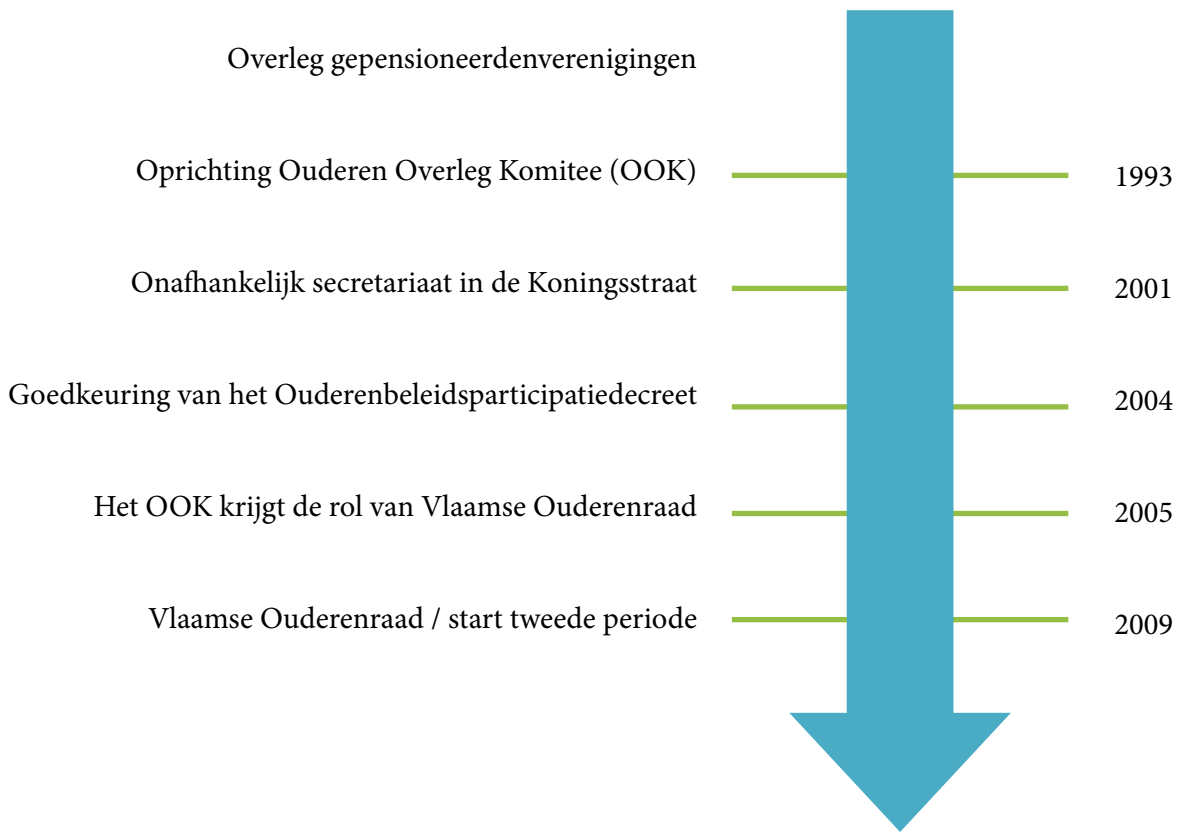 Overleg gepensioneerdenverenigingen
Oprichting Ouderen Overleg Komitee (OOK) 1993
Onafhankelijk secretariaat in de Koningsstraat 2001
Goedkeuring van het Ouderenbeleidsparticipatiedecreet 2004
Het OOK krijgt de rol van Vlaamse Ouderenraad 2005
Vlaamse Ouderenraad / start tweede periode 2009